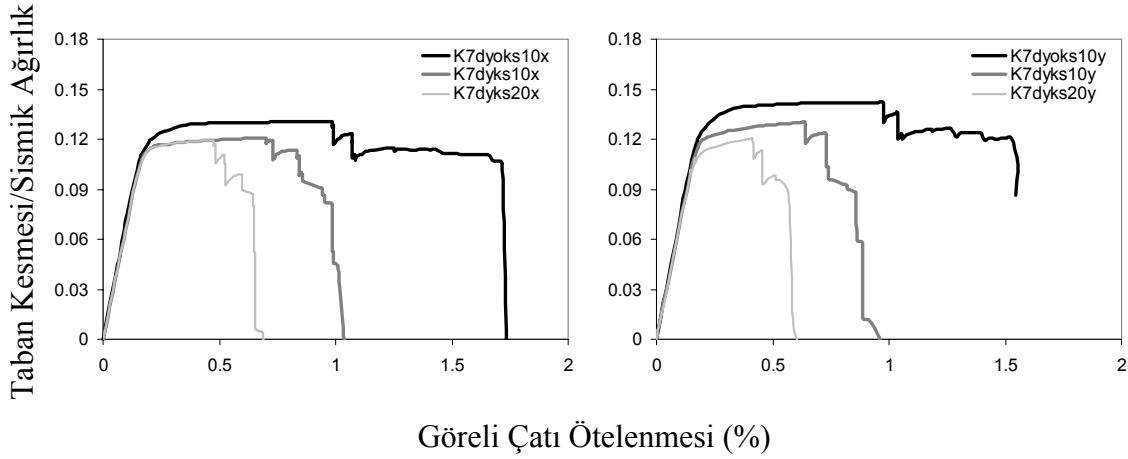 Taban Kesmesi/Sismik Ağırlık
0.18
0.15
0.12
0.09
0.06
0.03
0
0 0.5 1 1.5 2
K7dyoks10x
K7dyks10x
K7dyks20x
0.18
0.15
0.12
0.09
0.06
0.03
0
0 0.5 1 1.5 2
K7dyoks10y
K7dyks10y
K7dyks20y
Göreli Çatı Ötelenmesi (%)